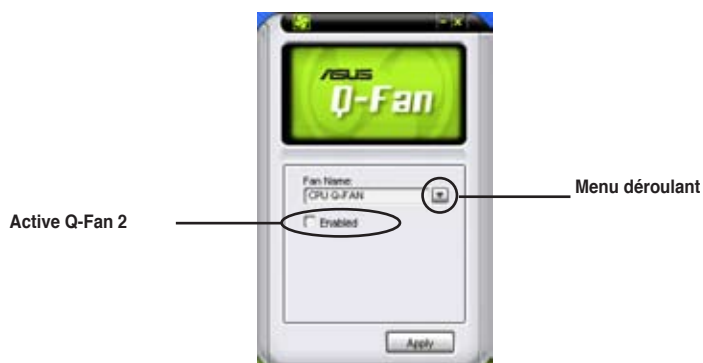 ASUS
Q-Fan
Fan Name:
CPU Q-FAN
Menu déroulant
Active Q-Fan 2
Enabled
Apply